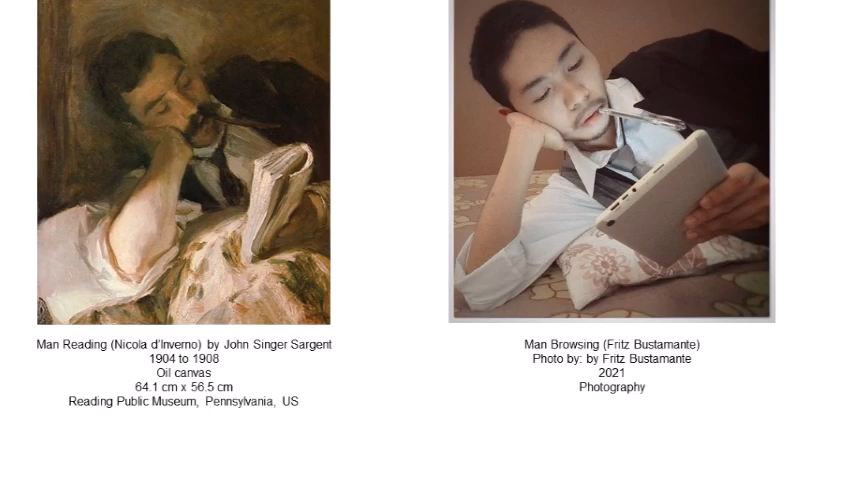 Man Reading (Nicola d'Inverno) by John Singer Sargent
1904 to 1908
Oil canvas
64.1 cm x 56.5 cm
Reading Public Museum, Pennsylvania, US
Man Browsing (Fritz Bustamante)
Photo by: by Fritz Bustamante
2021
Photography